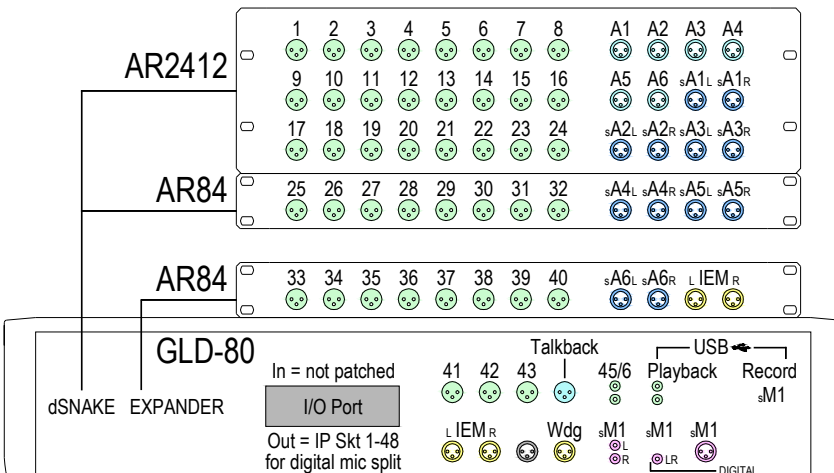 1 2 3 4 5 6 7 8 A1 A2 A3 A4
AR2412
9 10 11 12 13 14 15 16 A5 A6 sA1L sA1R
17 18 19 20 21 22 23 24 sA2L sA2R sA3L sA3R
AR84
25 26 27 28 29 30 31 32 sA4L sA4R sA5L sA5R
AR84
33 34 35 36 37 38 39 40 sA6L sA6R L IEM R
GLD-80
Talkback
USB
In = not patched
41 42 43 45/6 Playback Record
sM1
dSNAKE EXPANDER
I/O Port
Out = IP Skt 1-48
for digital mic split
L IEM R Wdg sM1 sM1 sM1
L
R
LR
DIGITAL